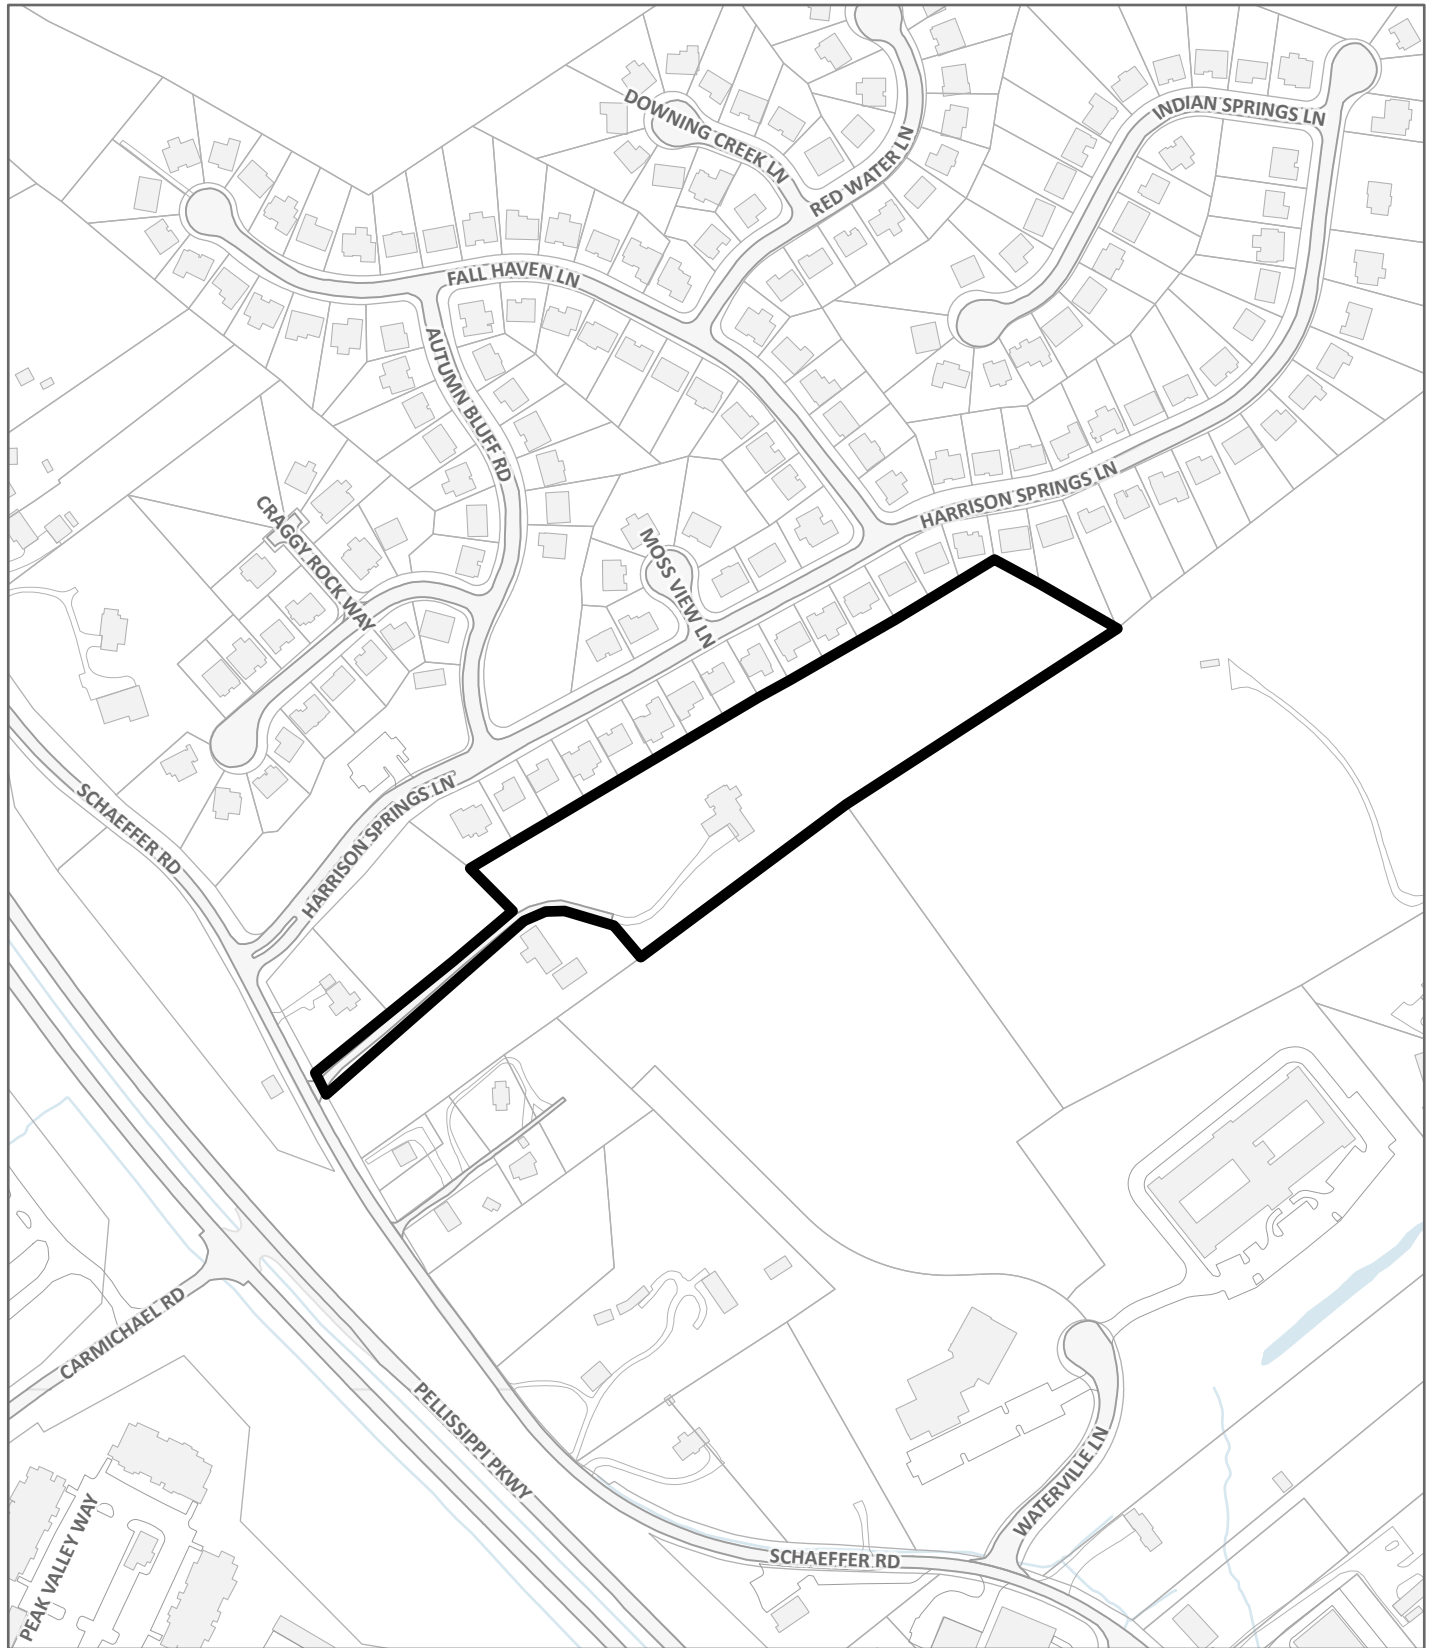 DOWNING CREEK LN
INDIAN SPRINGS LN
RED WATER LN
FALL HAVEN LN
AUTUMN BLUFF RD
HARRISON SPRINGS LN
CRAGGY ROCK WAY
MOSS VIEW LN
SCHAEFFER RD
HARRISON SPRINGS LN
CARMICHAEL RD
PELLISSIPPI PKWY
WATERVILLE LN
PEAK VALLEY WAY
SCHAEFFER RD